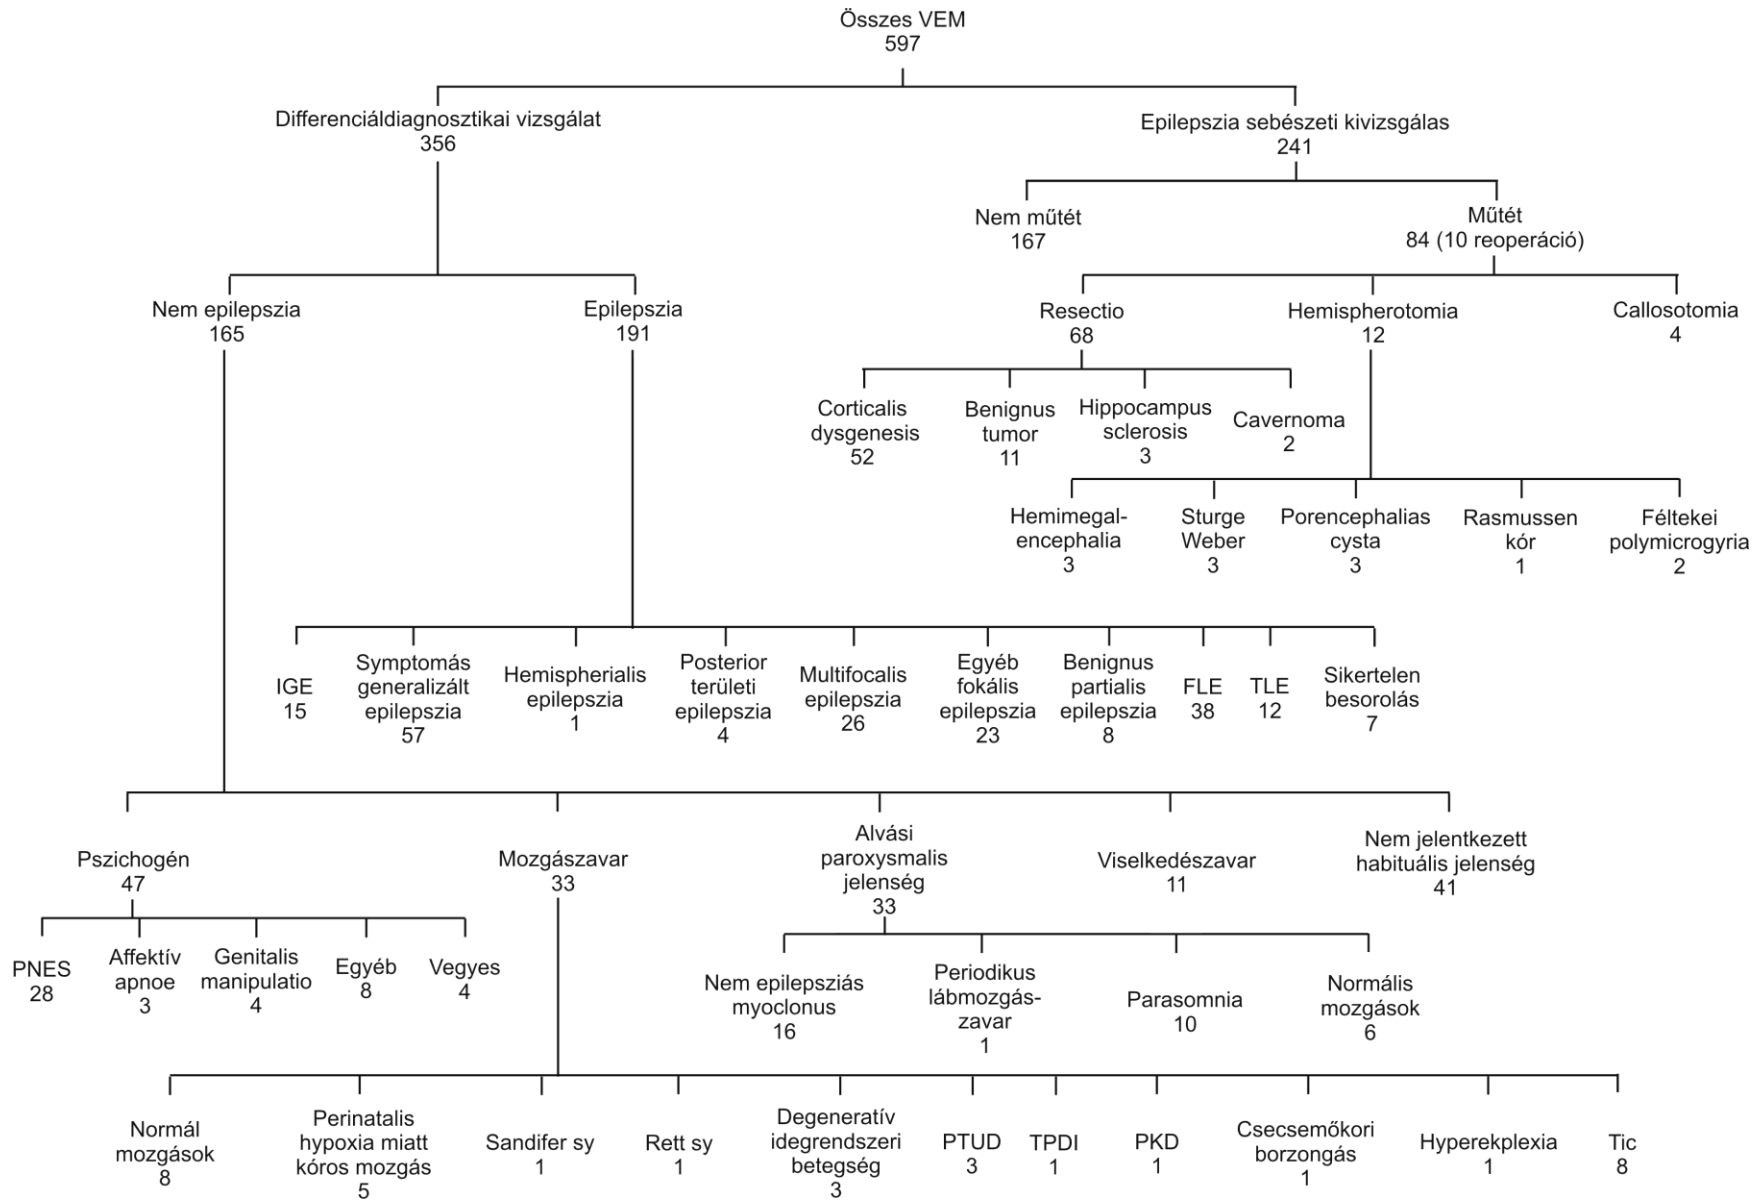 Összes VEM
597
Differenciáldiagnosztikai vizsgálat
356
Epilepszia sebészeti kivizsgálas
241
Nem műtét
167
Műtét
84 (10 reoperáció)
Nem epilepszia
165
Epilepszia
191
Resectio
68
Hemispherotomia
12
Callosotomia
4
Corticalis
dysgenesis
52
Benignus
tumor
11
Hippocampus
sclerosis
3
Cavernoma
2
Hemimegal-
encephalia
3
Sturge
Weber
3
Porencephalias
cysta
3
Rasmussen
kór
1
Féltekei
polymicrogyria
2
IGE
15
Symptomás
generalizált
epilepszia
57
Hemispherialis
epilepszia
1
Posterior
területi
epilepszia
4
Multifocalis
epilepszia
26
Egyéb
fokális
epilepszia
23
Benignus
partialis
epilepszia
8
FLE
38
TLE
12
Sikertelen
besorolás
7
Pszichogén
47
Mozgászavar
33
Alvási
paroxysmalis
jelenség
33
Viselkedészavar
11
Nem jelentkezett
habituális jelenség
41
PNES
28
Affektív
apnoe
3
Genitalis
manipulatio
4
Egyéb
8
Vegyes
4
Nem epilepsziás
myoclonus
16
Periodikus
lábmozgás-
zavar
1
Parasomnia
10
Normális
mozgások
6
Normál
mozgások
8
Perinatalis
hypoxia miatt
kóros mozgás
5
Sandifer sy
1
Rett sy
1
Degeneratív
idegrendszeri
betegség
3
PTUD
3
TPDI
1
PKD
1
Csecsemőkori
borzongás
1
Hyperekplexia
1
Tic
8